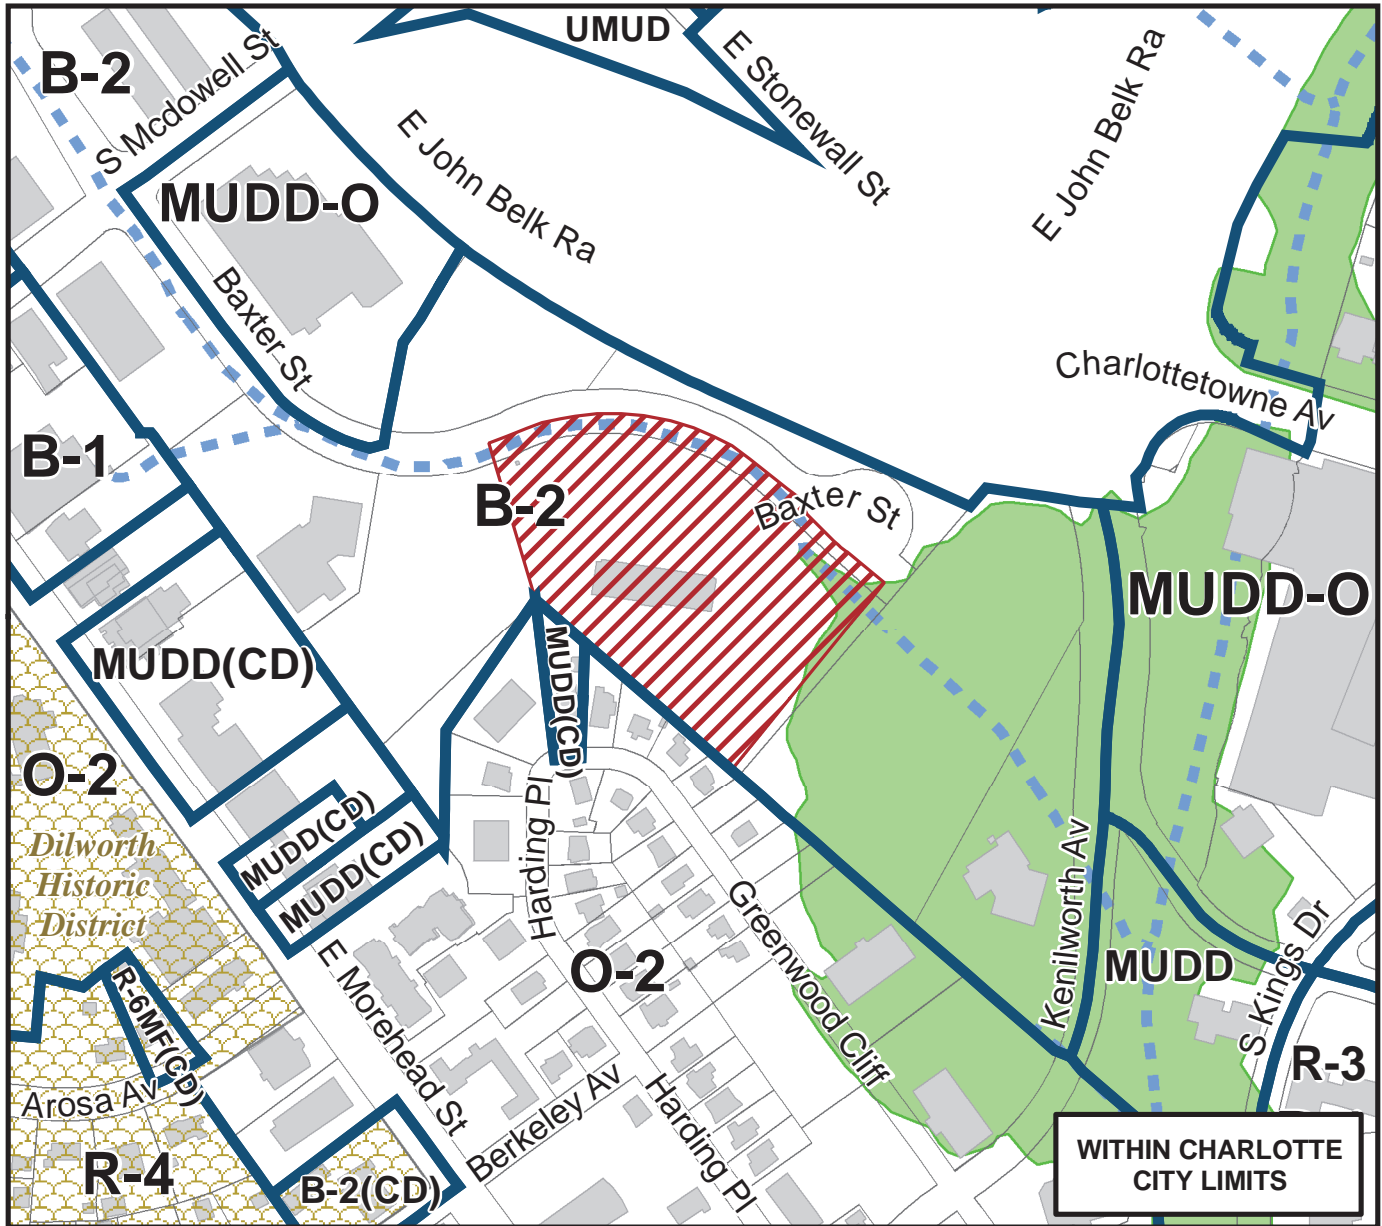 UMUD
B-2
S Mcdowell St
E Stonewall St
E John Belk Ra
E John Belk Ra
MUDD-O
Baxter St
Charlottetowne Av
B-1
B-2
Baxter St
MUDD-O
MUDD(CD)
MUDD(CD)
O-2
Dilworth
Historic
District
MUDD(CD)
MUDD(CD)
Harding Pl
Greenwood Cliff
Kenilworth Av
O-2
MUDD
S Kings Dr
R-6MF(CD)
E Morehead St
R-3
Arosa Av
Berkeley Av
Harding Pl
R-4
B-2(CD)
WITHIN CHARLOTTE
CITY LIMITS